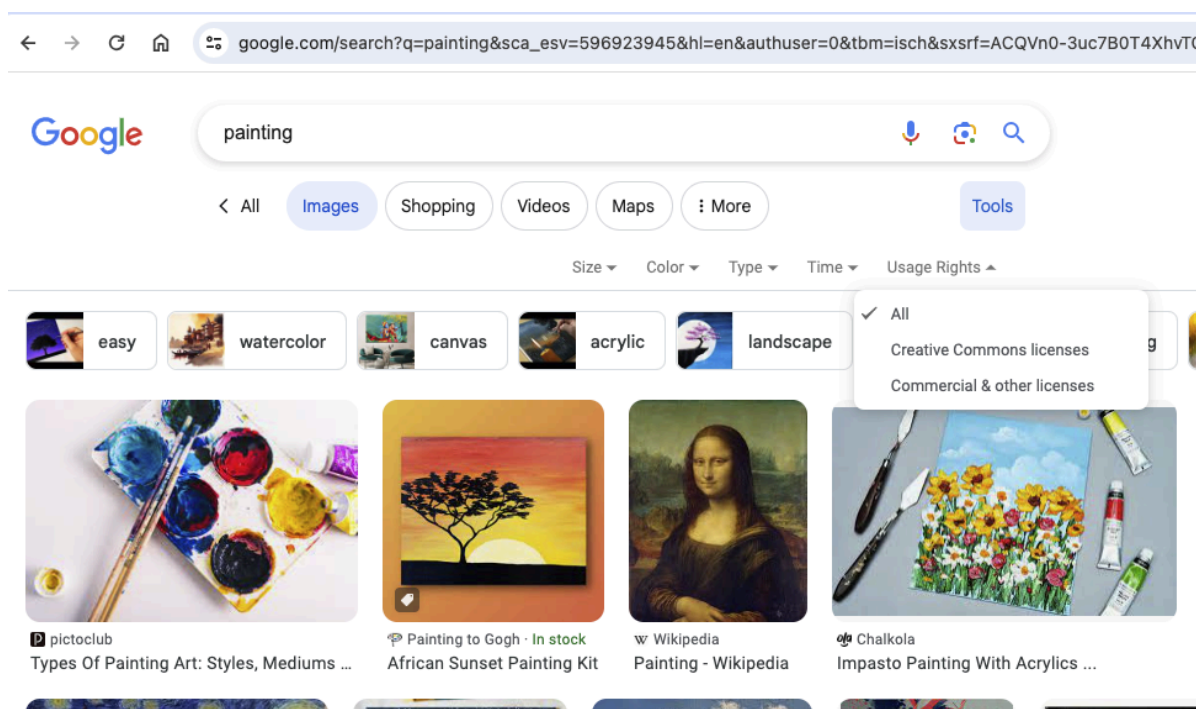 google.com/search?q=painting&sca_esv=596923945&hl=en&authuser=0&tbm=isch&sxsrf=ACQVn0-3uc7B0T4XhvT
Google
painting
All Images Shopping Videos Maps More Tools
Size Color Type Time Usage Rights
All
Creative Commons licenses
Commercial & other licenses
easy watercolor canvas acrylic landscape g
pictoclub
Types Of Painting Art: Styles, Mediums ...
Painting to Gogh · In stock
African Sunset Painting Kit
Wikipedia
Painting - Wikipedia
Chalkola
Impasto Painting With Acrylics ...